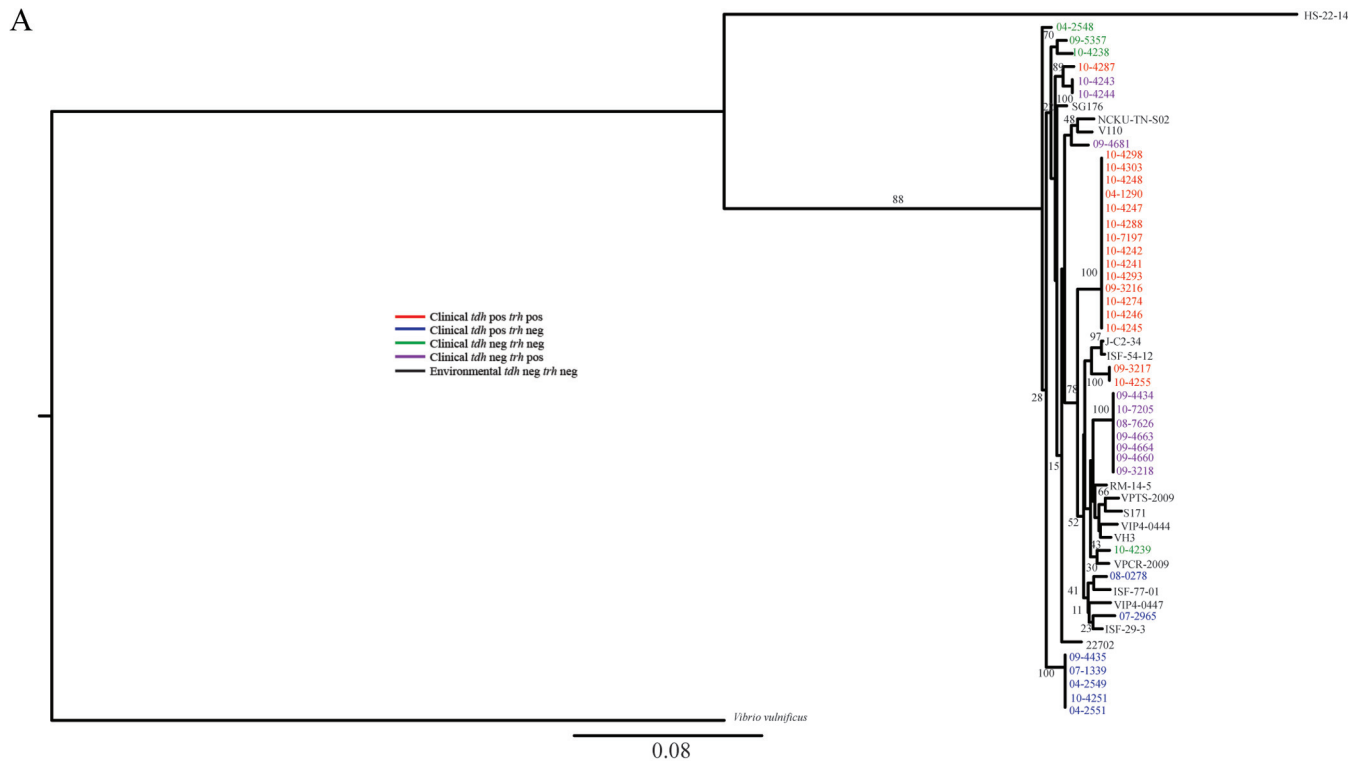 A
HS-22-14
04-2548
70
09-5357
10-4238
89
10-4287
10-4243
10-4244
100
SG176
48
NCKU-TN-S02
V110
09-4681
10-4298
10-4303
10-4248
04-1290
88
10-4247
10-4288
10-7197
10-4242
10-4241
100
10-4293
09-3216
10-4274
10-4246
10-4245
Clinical tdh pos trh pos
Clinical tdh pos trh neg
Clinical tdh neg trh neg
Clinical tdh neg trh pos
Environmental tdh neg trh neg
97
J-C2-34
ISF-54-12
09-3217
100
10-4255
78
28
09-4434
100
10-7205
08-7626
09-4663
09-4664
09-4660
15
09-3218
RM-14-5
66
VPTS-2009
S171
52
VIP4-0444
VH3
43
10-4239
30
VPCR-2009
08-0278
41
ISF-77-01
VIP4-0447
11
07-2965
23
ISF-29-3
22702
09-4435
100
07-1339
04-2549
10-4251
04-2551
Vibrio vulnificus
0.08